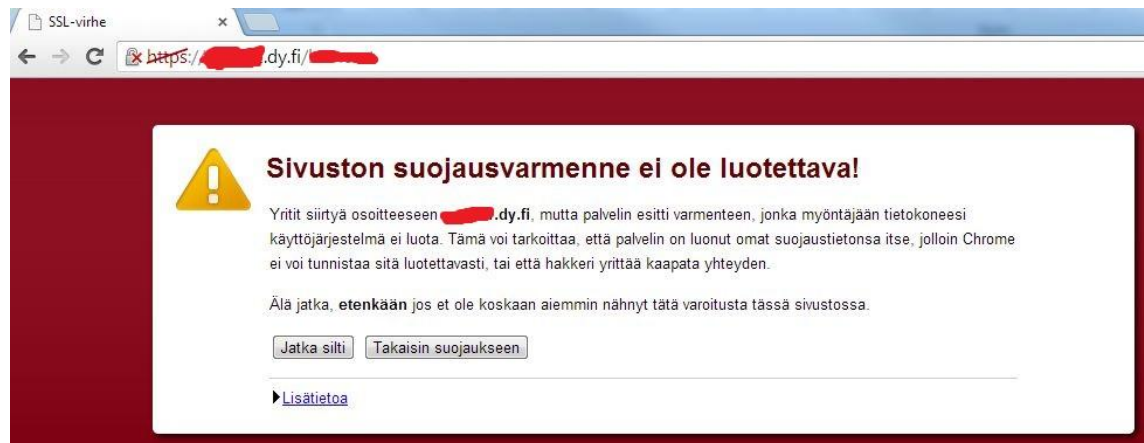 SSL-virhe
https://.dy.fi/
Sivuston suojausvarmenne ei ole luotettava!
Yritit siirtyä osoitteeseen .dy.fi, mutta palvelin esitti varmenteen, jonka myöntäjään tietokoneesi
käyttöjärjestelmä ei luota. Tämä voi tarkoittaa, että palvelin on luonut omat suojaustietonsa itse, jolloin Chrome
ei voi tunnistaa sitä luotettavasti, tai että hakkeri yrittää kaapata yhteyden.
Älä jatka, etenkään jos et ole koskaan aiemmin nähnyt tätä varoitusta tässä sivustossa.
Jatka silti Takaisin suojaukseen
Lisätietoa